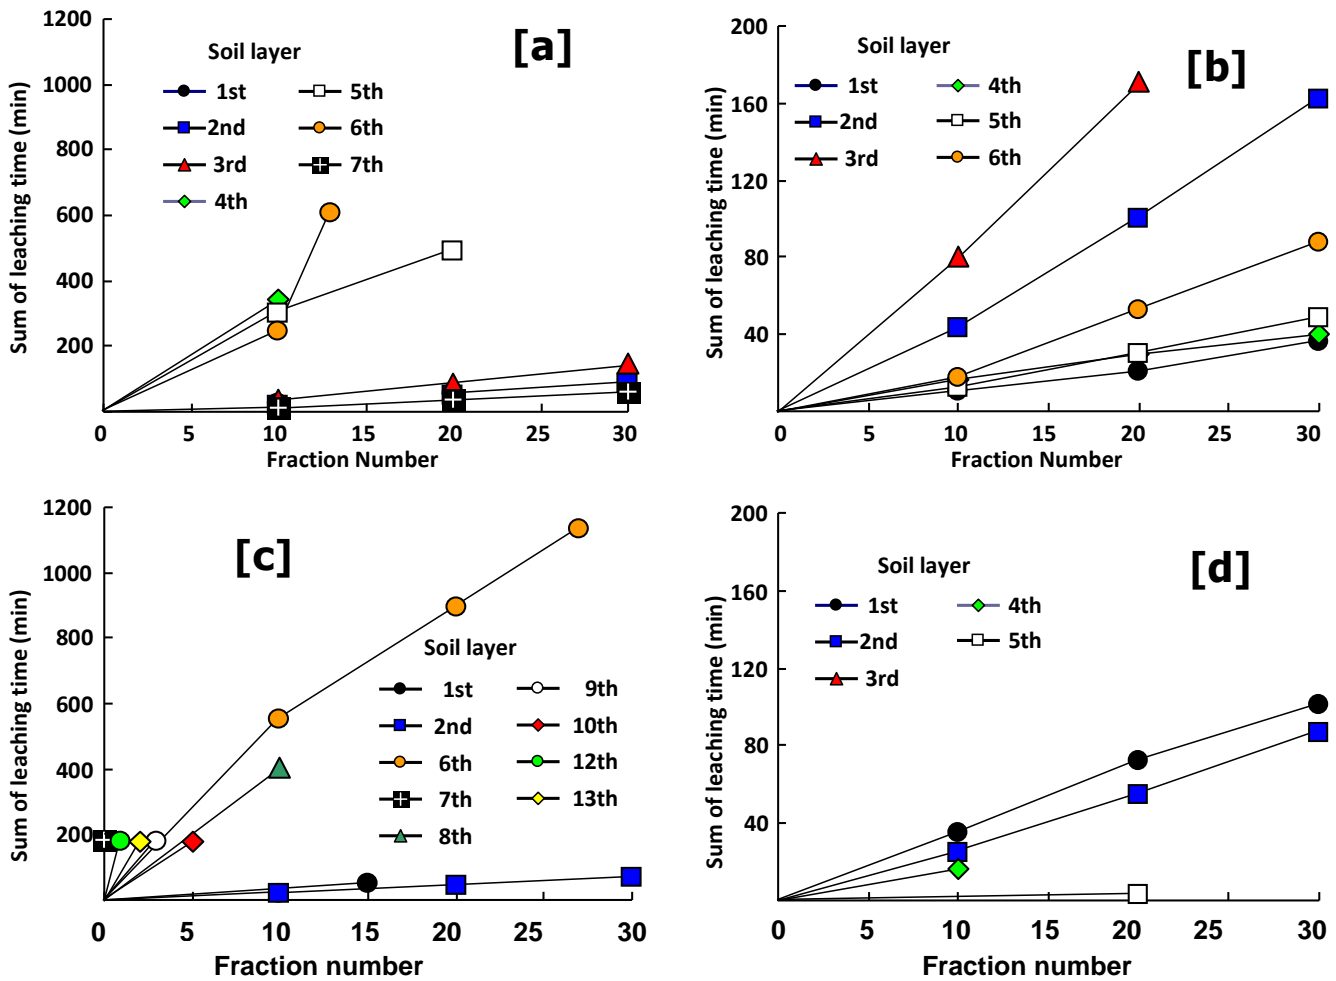 [a]
Sum of leaching time (min)
1200
1000
800
600
400
200
Soil layer
1st
2nd
3rd
4th
5th
6th
7th
0 5 10 15 20 25 30
Fraction Number
[b]
Sum of leaching time (min)
200
160
120
80
40
Soil layer
1st
2nd
3rd
4th
5th
6th
0 5 10 15 20 25 30
Fraction Number
[c]
Sum of leaching time (min)
1200
1000
800
600
400
200
Soil layer
1st
2nd
6th
7th
8th
9th
10th
12th
13th
0 5 10 15 20 25 30
Fraction number
[d]
Sum of leaching time (min)
200
160
120
80
40
Soil layer
1st
2nd
3rd
4th
5th
0 5 10 15 20 25 30
Fraction number